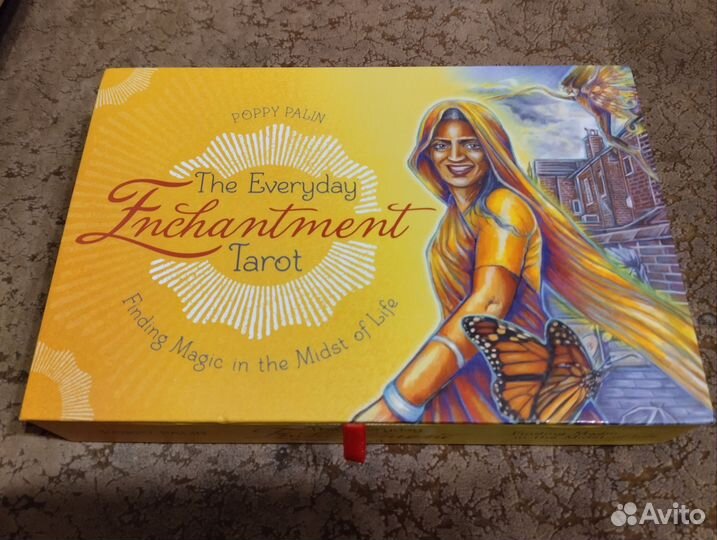 POPPY PALIN
The Everyday
Enchantment
Tarot
Finding Magic in the Midst of Life
Avito